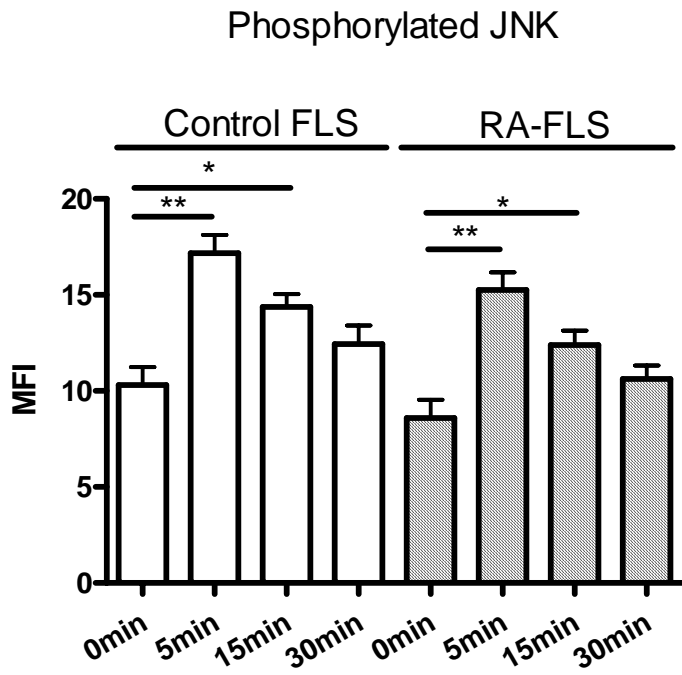 Phosphorylated JNK
Control FLS RA-FLS
*
**
*
**
20
15
10
5
0
MFI
0min 5min 15min 30min 0min 5min 15min 30min